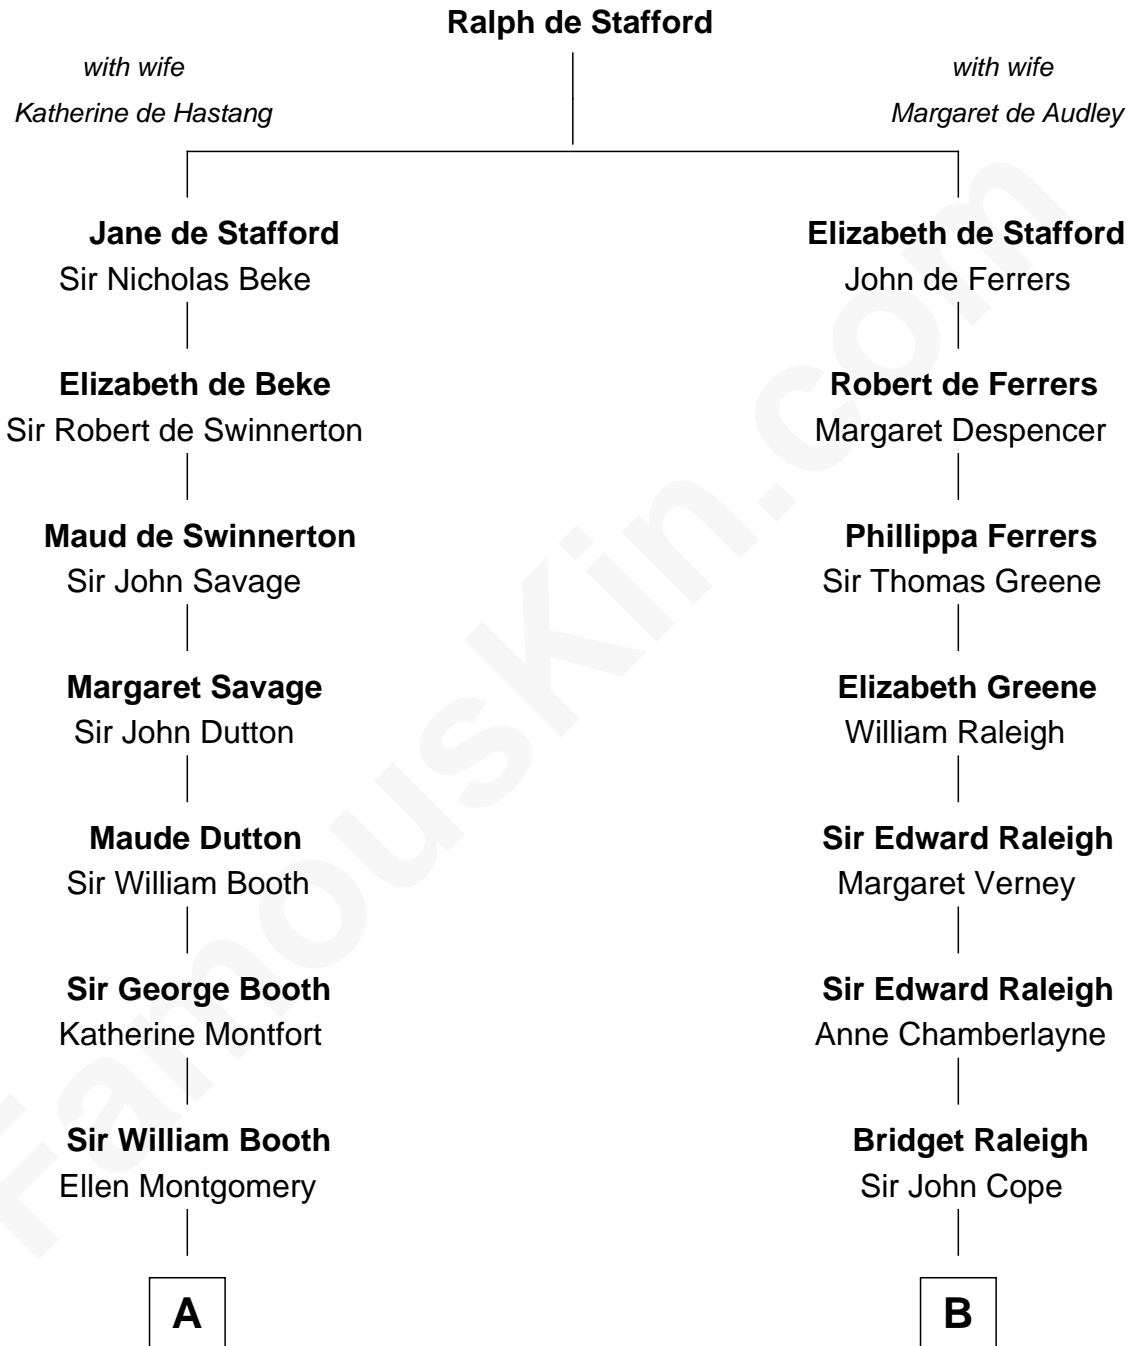 Ralph de Stafford
with wife
Katherine de Hastang
with wife
Margaret de Audley
Jane de Stafford
Sir Nicholas Beke
Elizabeth de Stafford
John de Ferrers
Elizabeth de Beke
Sir Robert de Swinnerton
Robert de Ferrers
Margaret Despencer
Maud de Swinnerton
Sir John Savage
Phillippa Ferrers
Sir Thomas Greene
Margaret Savage
Sir John Dutton
Elizabeth Greene
William Raleigh
Maude Dutton
Sir William Booth
Sir Edward Raleigh
Margaret Verney
Sir George Booth
Katherine Montfort
Sir Edward Raleigh
Anne Chamberlayne
Sir William Booth
Ellen Montgomery
Bridget Raleigh
Sir John Cope
A
B
FamousKin.com